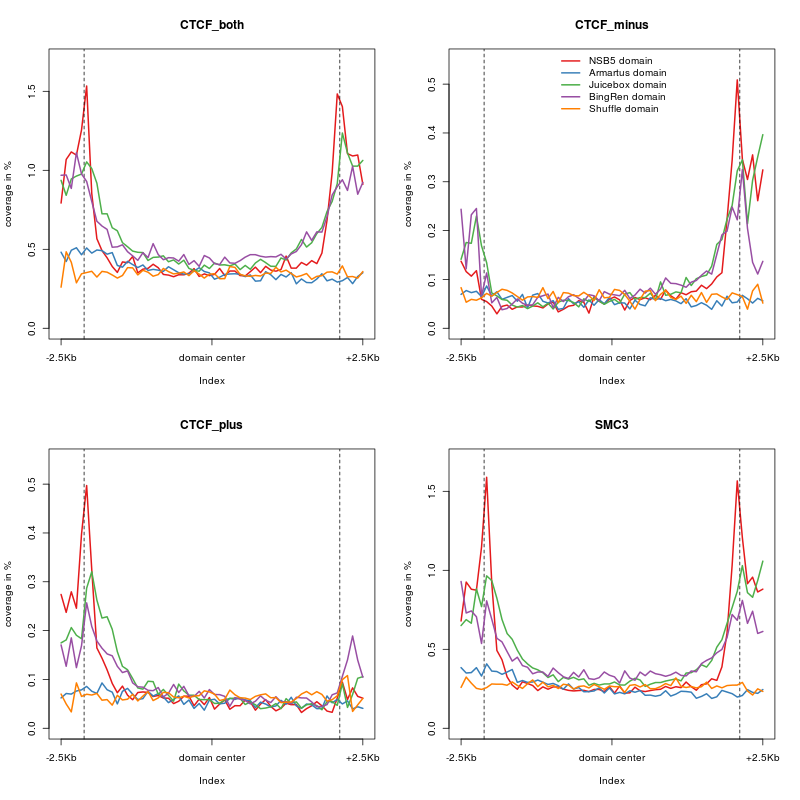 CTCF_both
coverage in %
0.0
0.5
1.0
1.5
-2.5Kb
domain center
+2.5Kb
Index
CTCF_minus
coverage in %
0.0
0.1
0.2
0.3
0.4
0.5
NSB5 domain
Armartus domain
Juicebox domain
BingRen domain
Shuffle domain
-2.5Kb
domain center
+2.5Kb
Index
CTCF_plus
coverage in %
0.0
0.1
0.2
0.3
0.4
0.5
-2.5Kb
domain center
+2.5Kb
Index
SMC3
coverage in %
0.0
0.5
1.0
1.5
-2.5Kb
domain center
+2.5Kb
Index